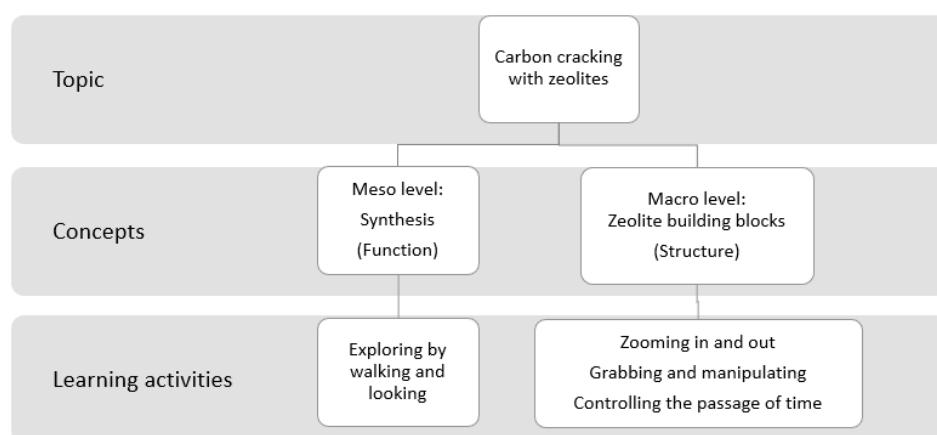 Topic
Carbon cracking
with zeolites
Concepts
Meso level:
Synthesis
(Function)
Macro level:
Zeolite building blocks
(Structure)
Learning activities
Exploring by
walking and
looking
Zooming in and out
Grabbing and manipulating
Controlling the passage of time